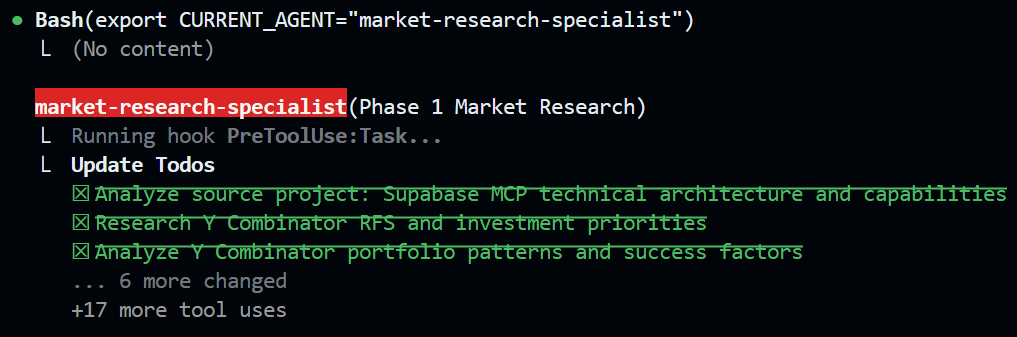 ● Bash(export CURRENT_AGENT="market-research-specialist")
└ (No content)
market-research-specialist(Phase 1 Market Research)
└ Running hook PreToolUse:Task...
└ Update Todos
☒ Analyze source project: Supabase MCP technical architecture and capabilities
☒ Research Y Combinator RFS and investment priorities
☒ Analyze Y Combinator portfolio patterns and success factors
... 6 more changed
+17 more tool uses